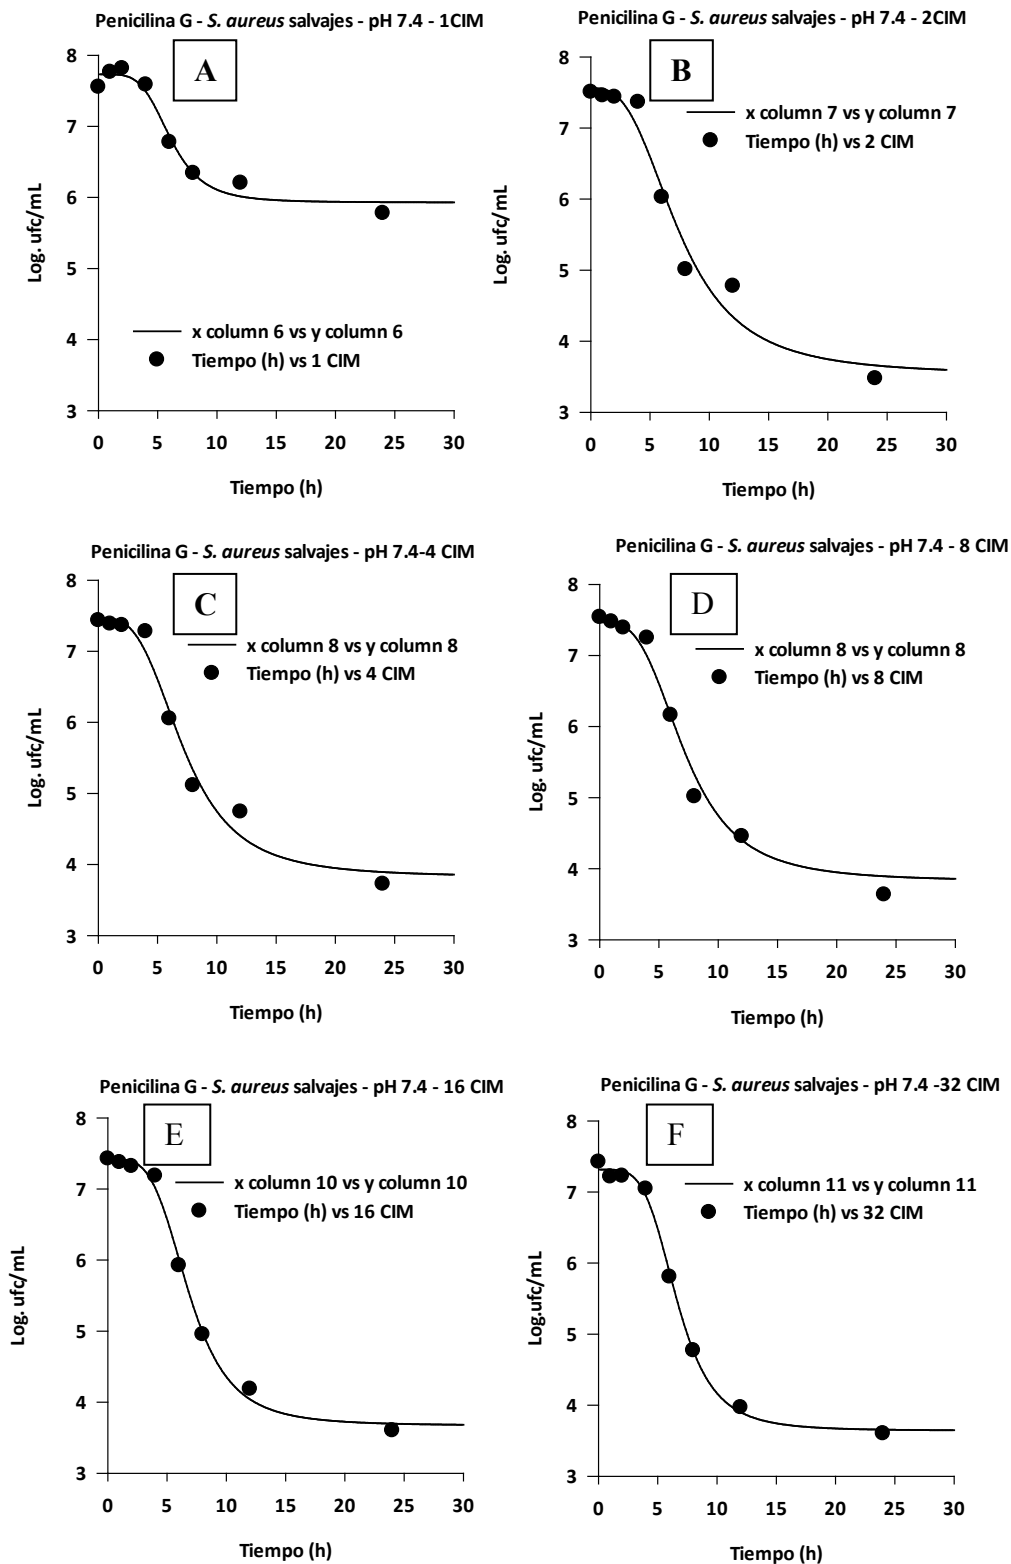 Penicilina G - S. aureus salvajes - pH 7.4 - 1CIM
A
8
7
6
5
4
3
Log. ufc/mL
x column 6 vs y column 6
Tiempo (h) vs 1 CIM
0 5 10 15 20 25 30
Tiempo (h)
Penicilina G - S. aureus salvajes - pH 7.4 - 2CIM
B
8
7
6
5
4
3
Log. ufc/mL
x column 7 vs y column 7
Tiempo (h) vs 2 CIM
0 5 10 15 20 25 30
Tiempo (h)
Penicilina G - S. aureus salvajes - pH 7.4-4 CIM
C
8
7
6
5
4
3
Log. ufc/mL
x column 8 vs y column 8
Tiempo (h) vs 4 CIM
0 5 10 15 20 25 30
Tiempo (h)
Penicilina G - S. aureus salvajes - pH 7.4 - 8 CIM
D
8
7
6
5
4
3
Log. ufc/mL
x column 8 vs y column 8
Tiempo (h) vs 8 CIM
0 5 10 15 20 25 30
Tiempo (h)
Penicilina G - S. aureus salvajes - pH 7.4 - 16 CIM
E
8
7
6
5
4
3
Log. ufc/mL
x column 10 vs y column 10
Tiempo (h) vs 16 CIM
0 5 10 15 20 25 30
Tiempo (h)
Penicilina G - S. aureus salvajes - pH 7.4 -32 CIM
F
8
7
6
5
4
3
Log.ufc/mL
x column 11 vs y column 11
Tiempo (h) vs 32 CIM
0 5 10 15 20 25 30
Tiempo (h)